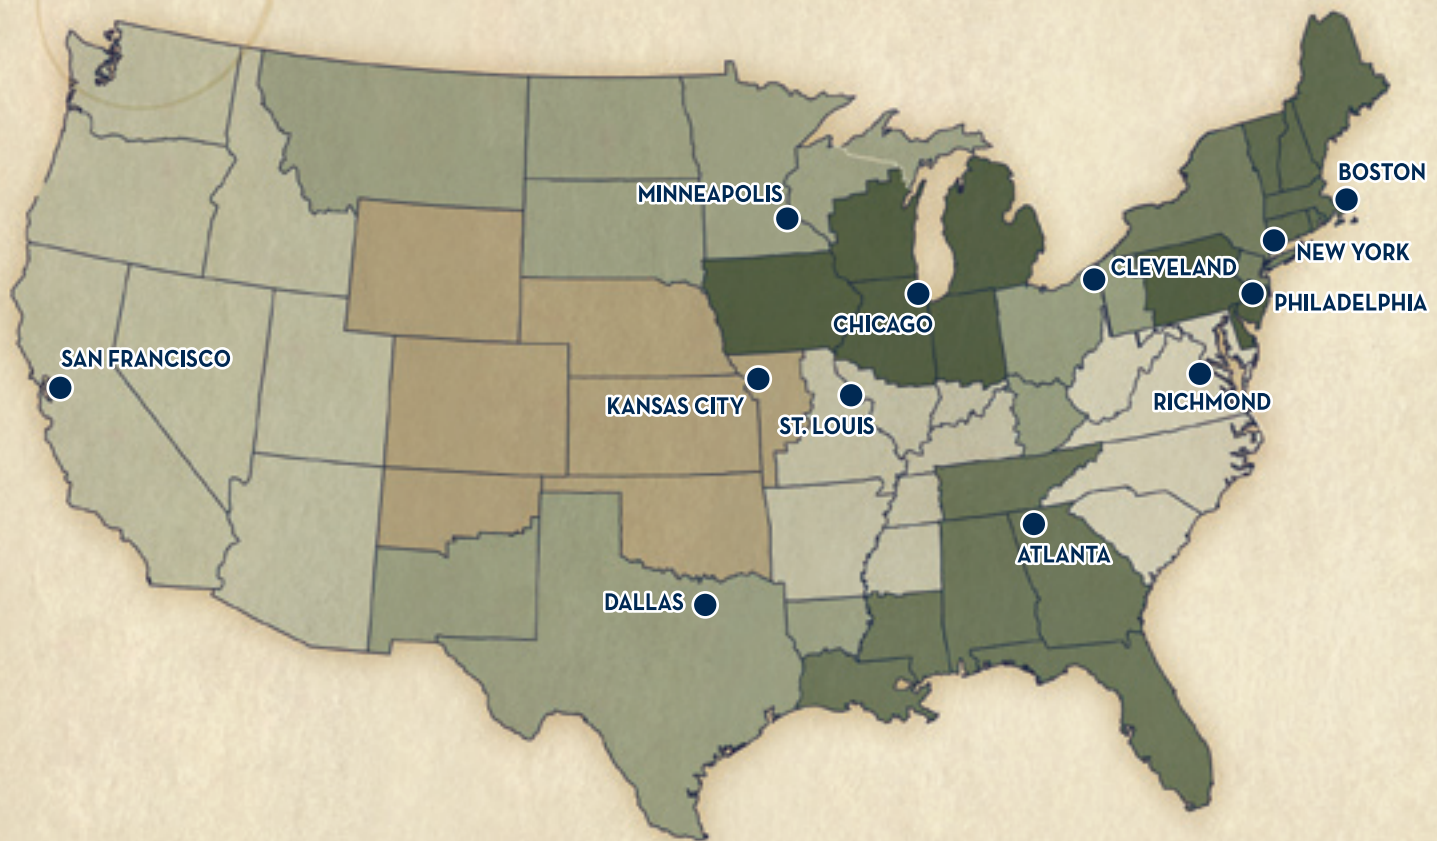 BOSTON
MINNEAPOLIS
NEW YORK
CLEVELAND
PHILADELPHIA
CHICAGO
SAN FRANCISCO
RICHMOND
KANSAS CITY
ST. LOUIS
ATLANTA
DALLAS